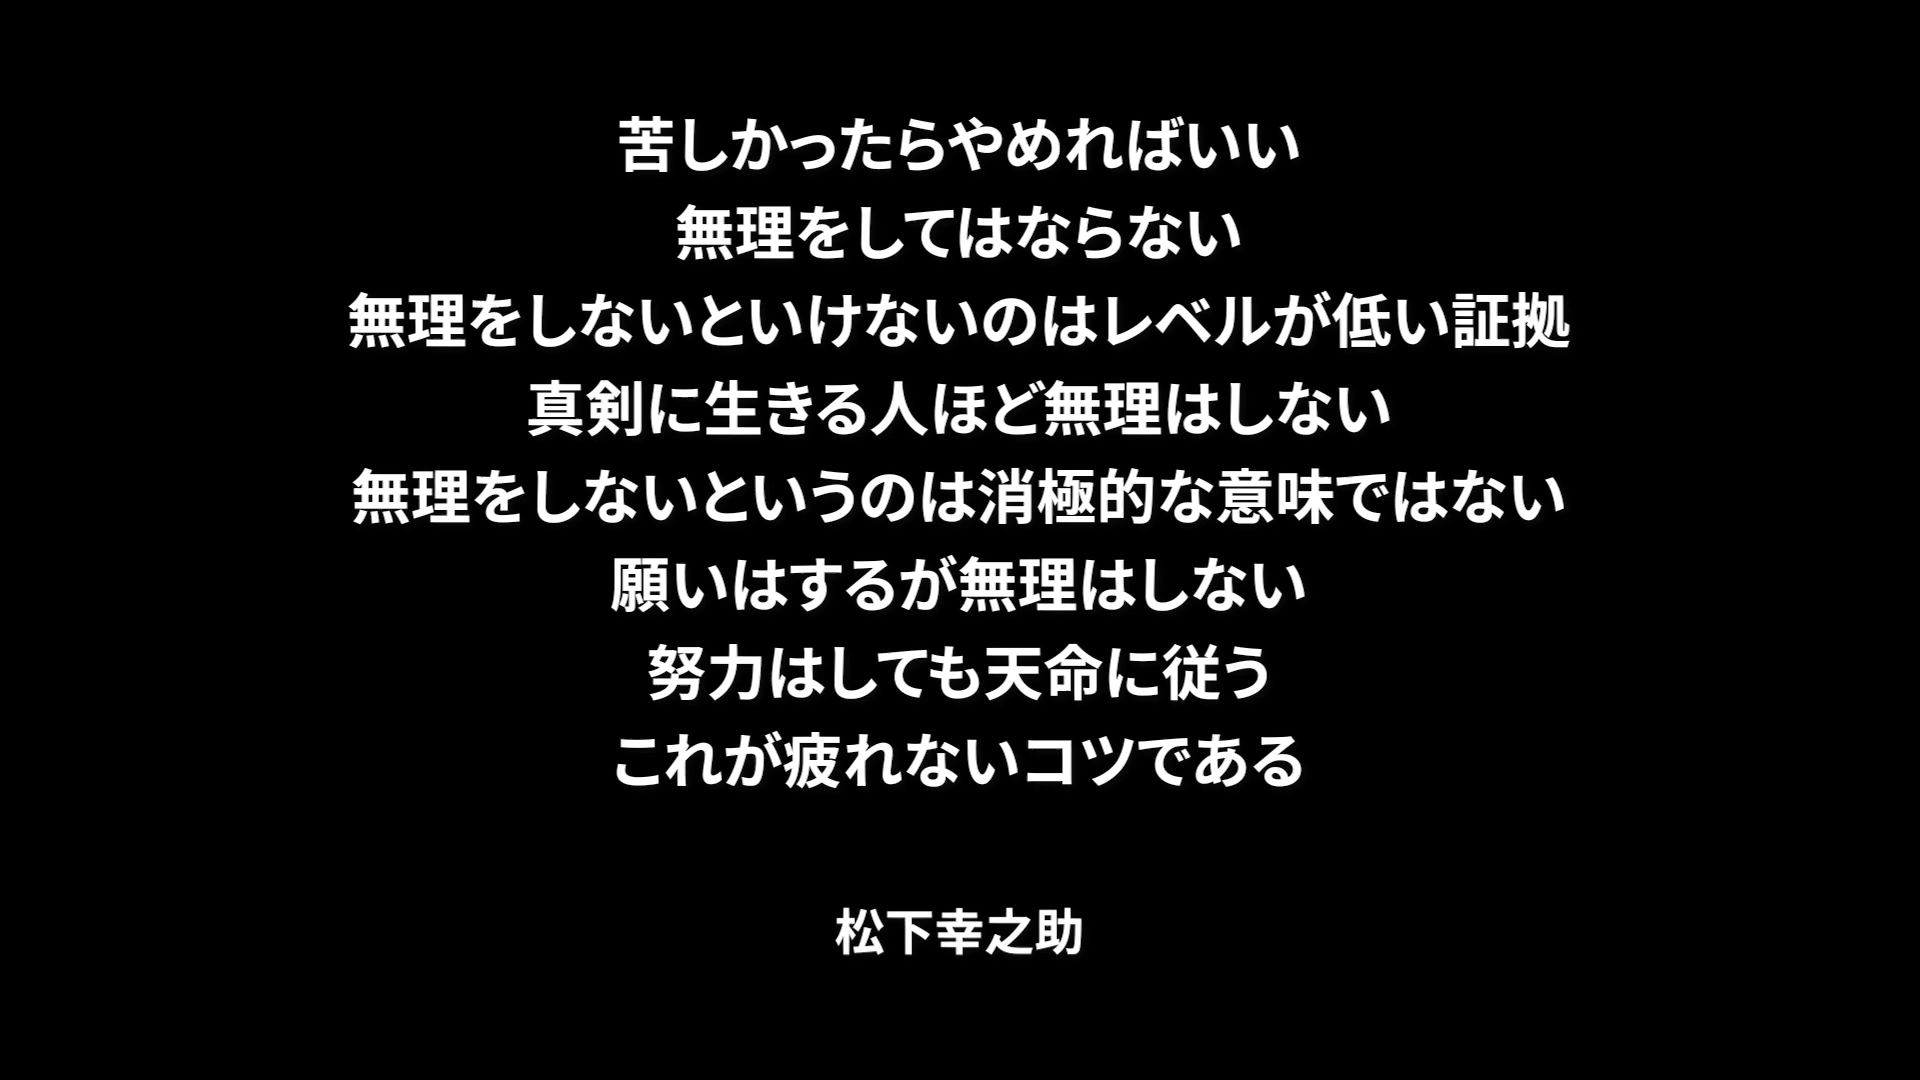 苦しかったらやめればいい
無理をしてはならない
無理をしないといけないのはレベルが低い証拠
真剣に生きる人ほど無理はしない
無理をしないというのは消極的な意味ではない
願いはするが無理はしない
努力はしても天命に従う
これが疲れないコツである
松下幸之助